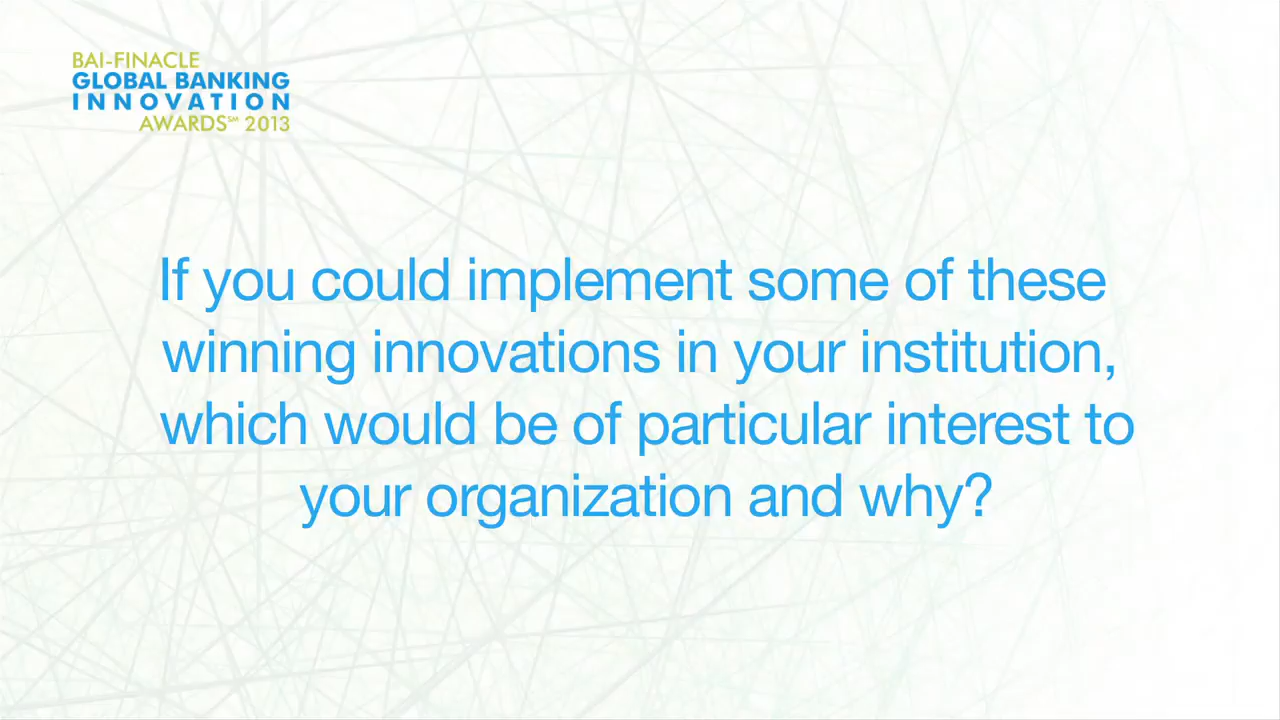 BAI-FINACLE
GLOBAL BANKING
INNOVATION
AWARDS℠ 2013
If you could implement some of these
winning innovations in your institution,
which would be of particular interest to
your organization and why?